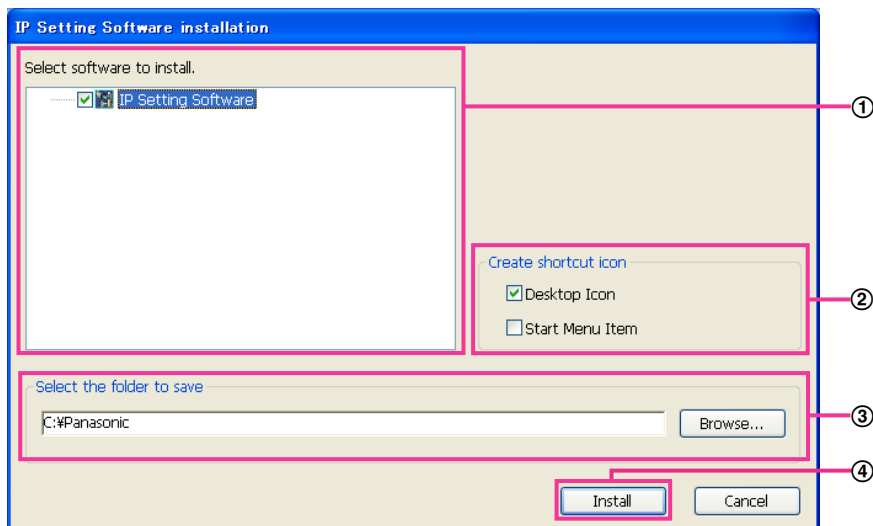 IP Setting Software installation
Select software to install.
IP Setting Software
①
Create shortcut icon
Desktop Icon
②
Start Menu Item
Select the folder to save
C:¥Panasonic
Browse...
③
④
Install
Cancel